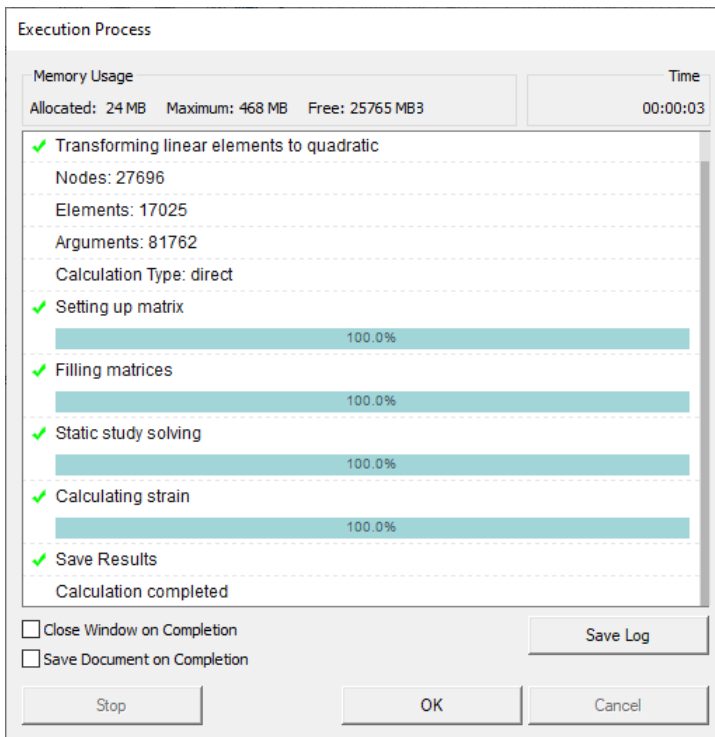 Execution Process
Memory Usage
Time
Allocated: 24 MB Maximum: 468 MB Free: 25765 MB3
00:00:03
Transforming linear elements to quadratic
Nodes: 27696
Elements: 17025
Arguments: 81762
Calculation Type: direct
Setting up matrix
100.0%
Filling matrices
100.0%
Static study solving
100.0%
Calculating strain
100.0%
Save Results
Calculation completed
Close Window on Completion
Save Log
Save Document on Completion
Stop
OK
Cancel